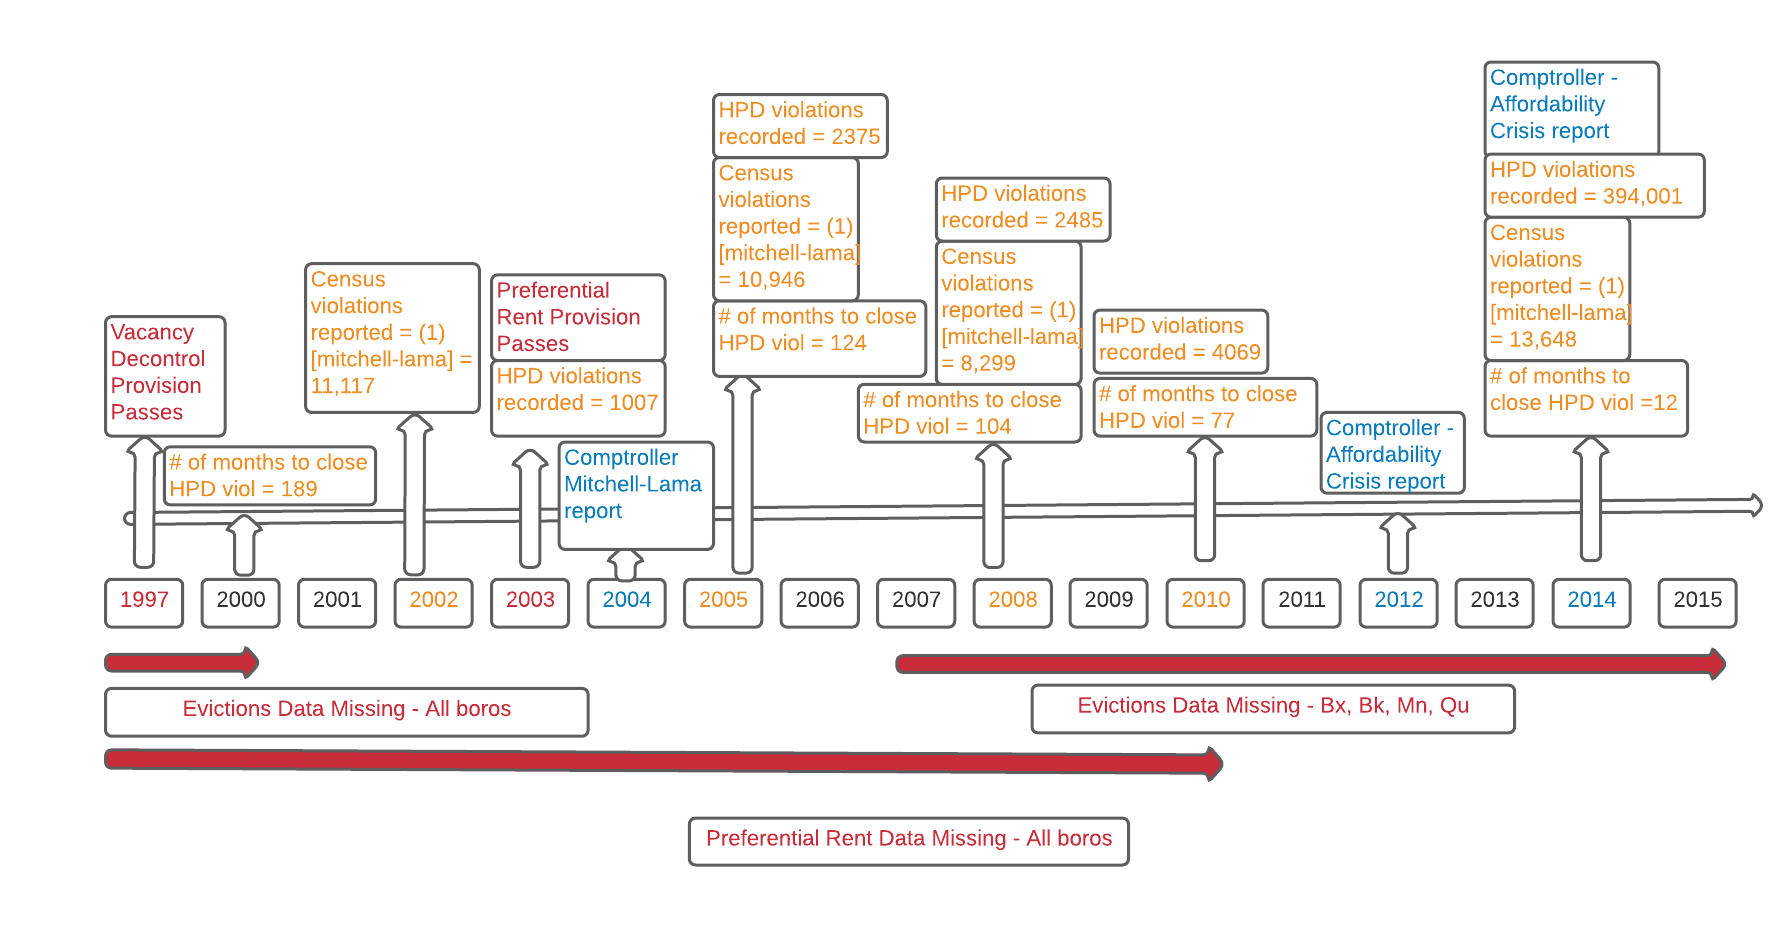 Vacancy
Decontrol
Provision
Passes
# of months to close
HPD viol = 189
Census
violations
reported = (1)
[mitchell-lama] =
11,117
Preferential
Rent Provision
Passes
HPD violations
recorded = 1007
Comptroller
Mitchell-Lama
report
HPD violations
recorded = 2375
Census
violations
reported = (1)
[mitchell-lama]
= 10,946
# of months to close
HPD viol = 124
HPD violations
recorded = 2485
Census
violations
reported = (1)
[mitchell-lama]
= 8,299
# of months to close
HPD viol = 104
HPD violations
recorded = 4069
# of months to close
HPD viol = 77
Comptroller -
Affordability
Crisis report
Comptroller -
Affordability
Crisis report
HPD violations
recorded = 394,001
Census
violations
reported = (1)
[mitchell-lama]
= 13,648
# of months to
close HPD viol =12
1997
2000
2001
2002
2003
2004
2005
2006
2007
2008
2009
2010
2011
2012
2013
2014
2015
Evictions Data Missing - All boros
Evictions Data Missing - Bx, Bk, Mn, Qu
Preferential Rent Data Missing - All boros